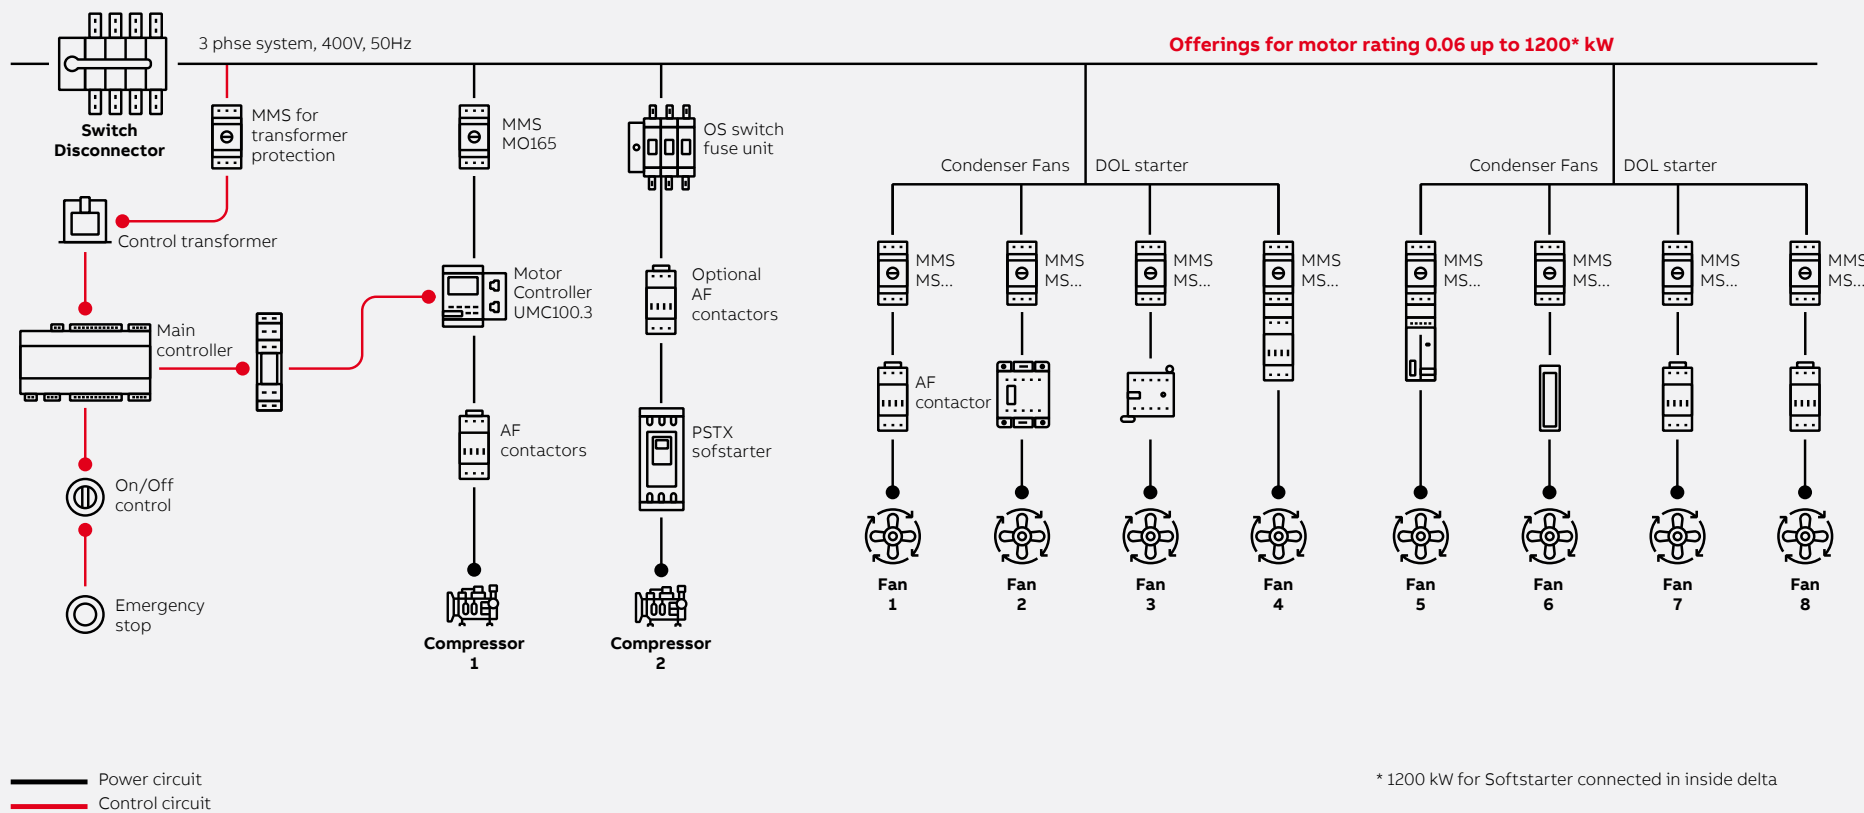 3 phse system, 400V, 50Hz
Offerings for motor rating 0.06 up to 1200* kW
Switch
Disconnector
MMS for
transformer
protection
MMS
MO165
OS switch
fuse unit
Condenser Fans
DOL starter
Condenser Fans
DOL starter
Control transformer
Motor
Controller
UMC100.3
Optional
AF
contactors
MMS
MS...
MMS
MS...
MMS
MS...
MMS
MS...
MMS
MS...
MMS
MS...
MMS
MS...
MMS
MS...
Main
controller
AF
contactor
AF
contactors
PSTX
sofstarter
On/Off
control
Emergency
stop
Compressor
1
Compressor
2
Fan
1
Fan
2
Fan
3
Fan
4
Fan
5
Fan
6
Fan
7
Fan
8
Power circuit
Control circuit
* 1200 kW for Softstarter connected in inside delta